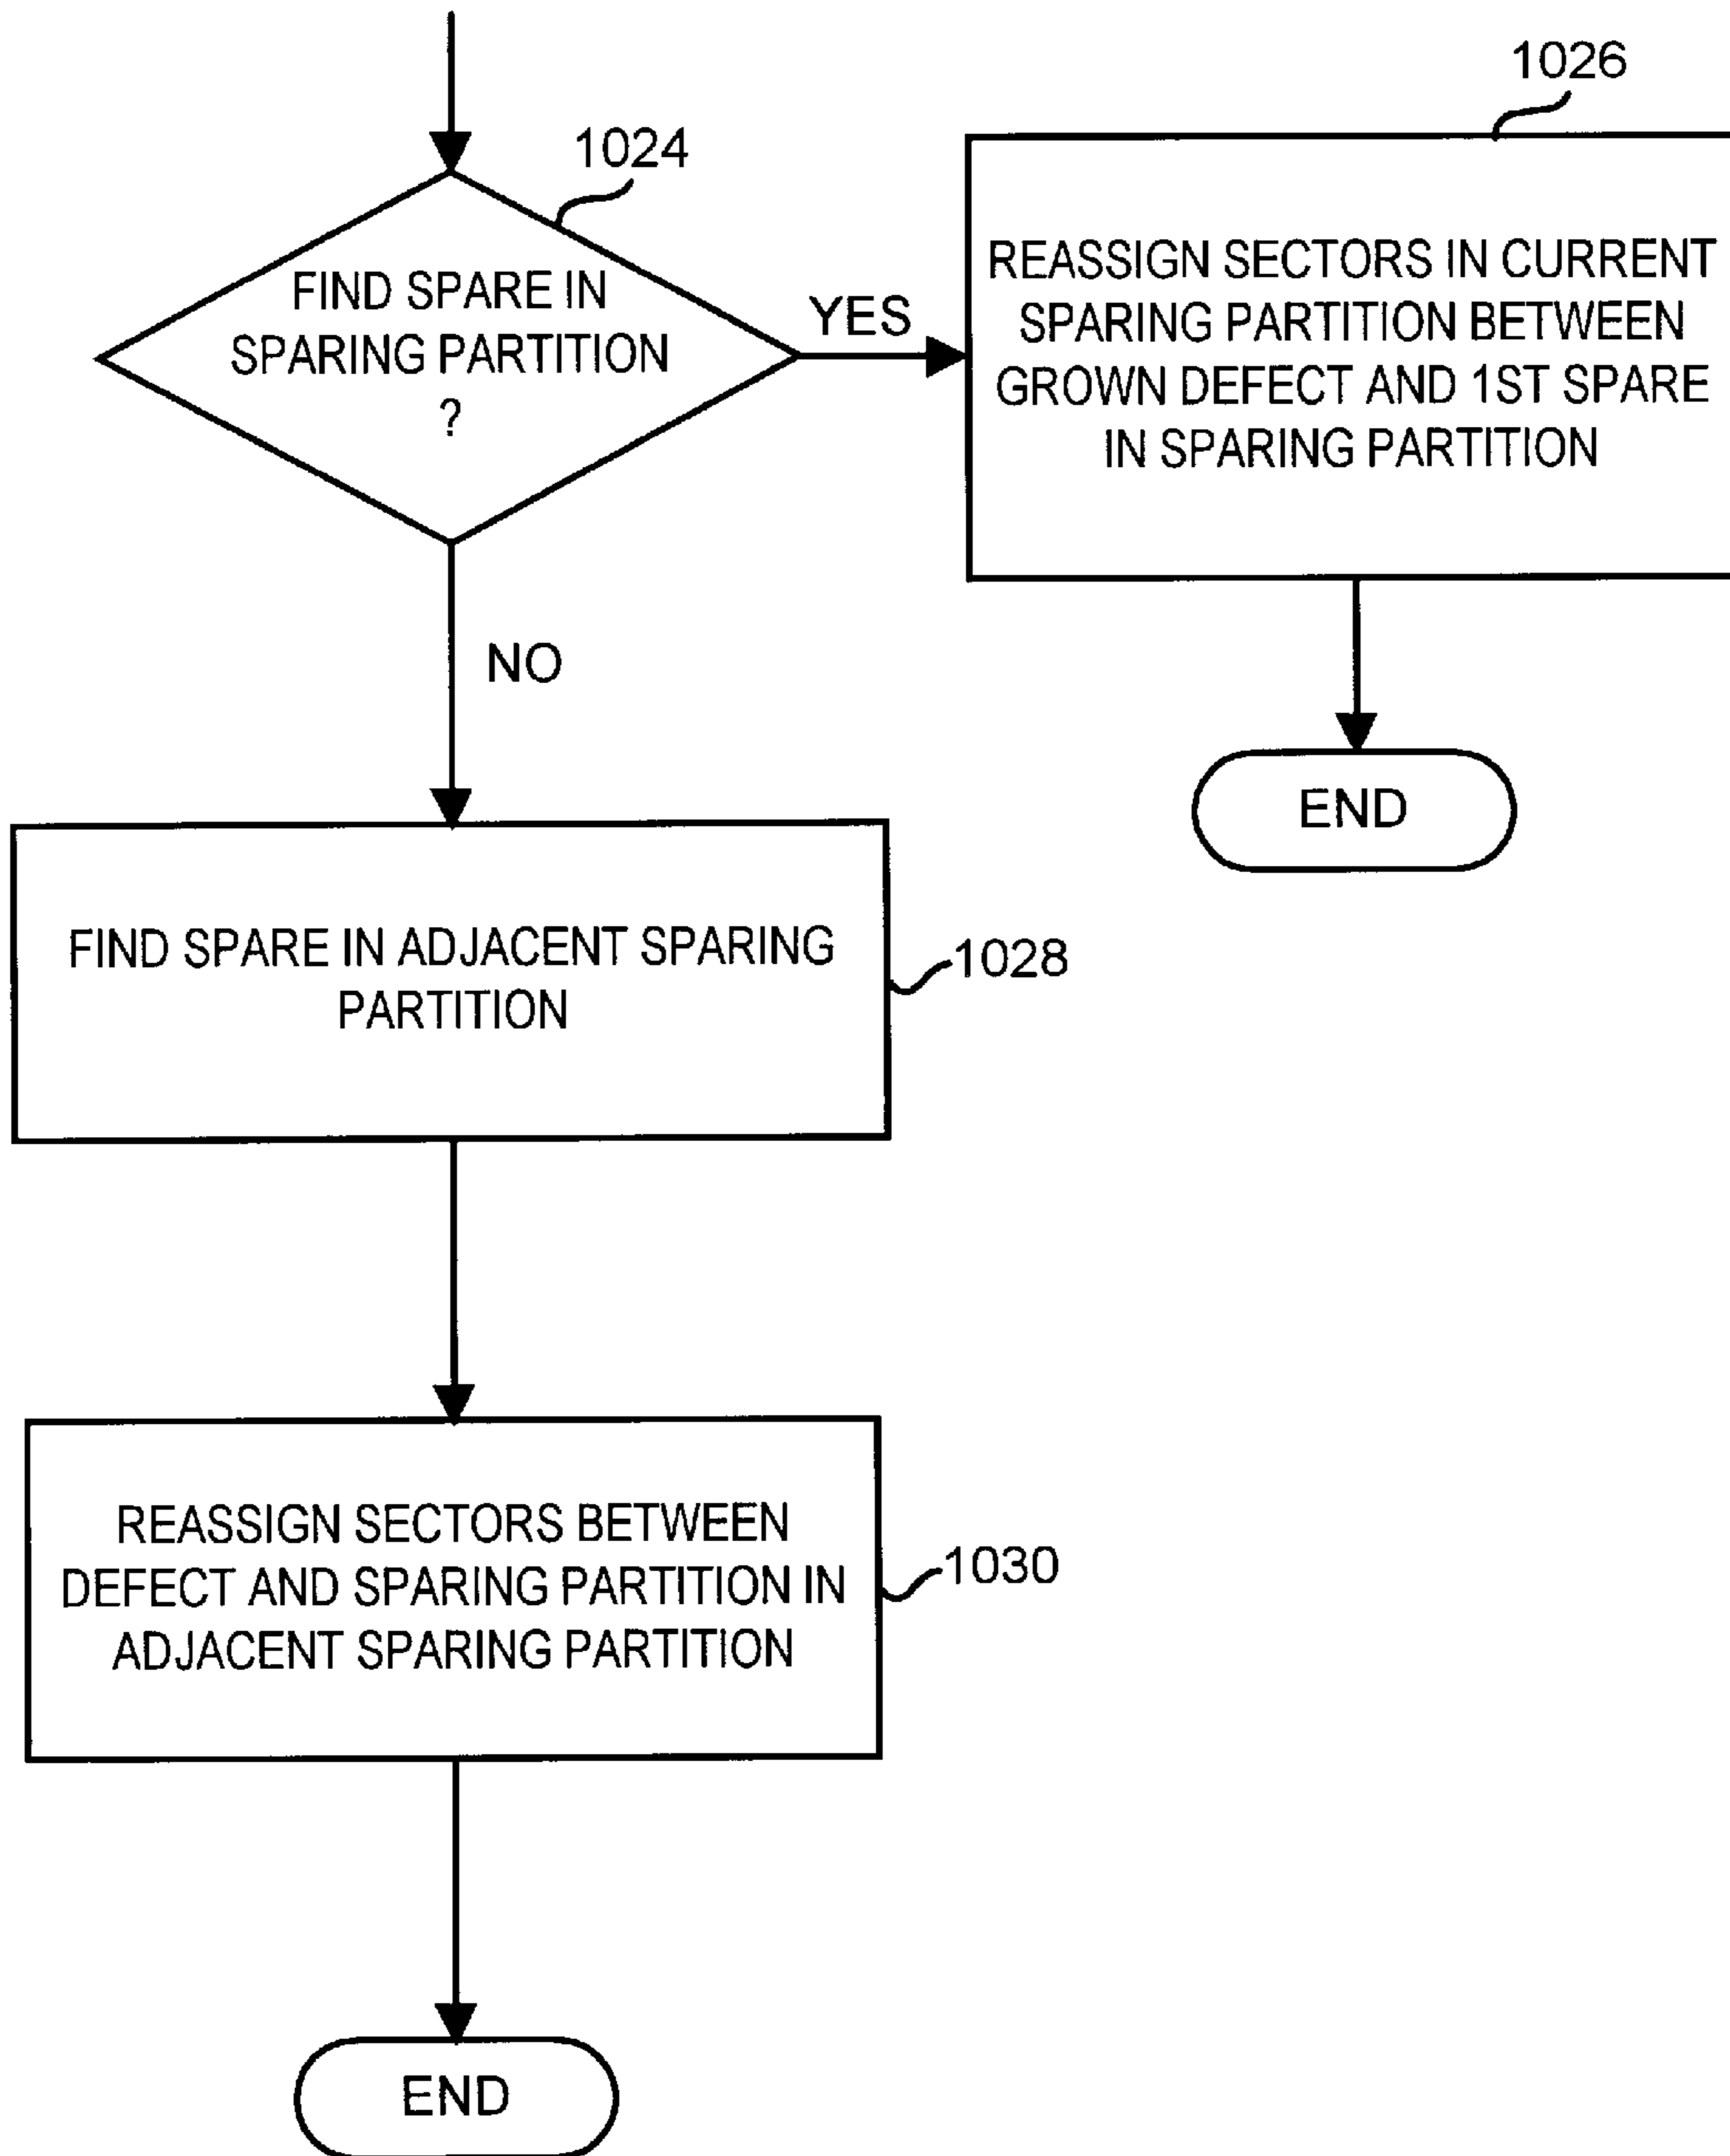 1024
FIND SPARE IN
SPARING PARTITION
?
YES
1026
REASSIGN SECTORS IN CURRENT
SPARING PARTITION BETWEEN
GROWN DEFECT AND 1ST SPARE
IN SPARING PARTITION
END
NO
FIND SPARE IN ADJACENT SPARING
PARTITION
1028
REASSIGN SECTORS BETWEEN
DEFECT AND SPARING PARTITION IN
ADJACENT SPARING PARTITION
1030
END